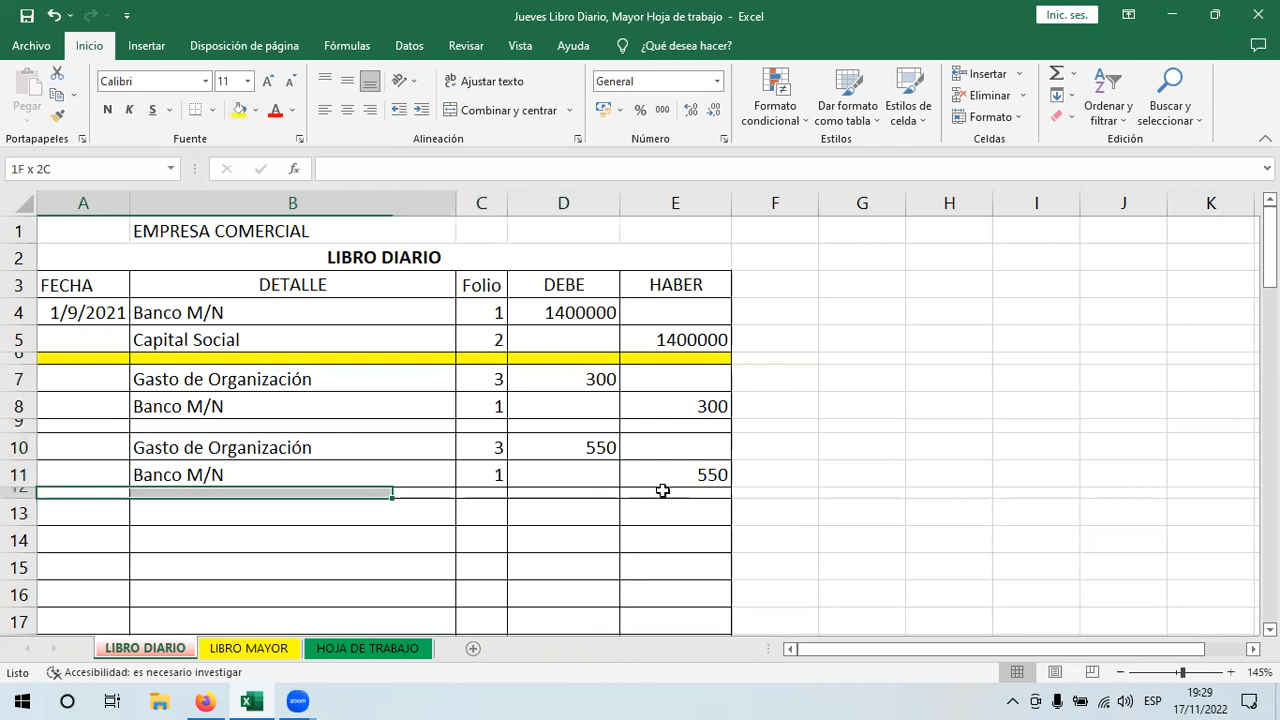 Jueves Libro Diario, Mayor Hoja de trabajo - Excel
Inic. ses.
Archivo Inicio Insertar Disposición de página Fórmulas Datos Revisar Vista Ayuda ¿Qué desea hacer?
Pegar
Calibri 11
N K S
Ajustar texto
Combinar y centrar
General
% 000
Formato condicional
Dar formato como tabla
Estilos de celda
Insertar
Eliminar
Formato
Ordenar y filtrar
Buscar y seleccionar
Portapapeles Fuente Alineación Número Estilos Celdas Edición
1F x 2C
fx
A B C D E F G H I J K
1 EMPRESA COMERCIAL
2 LIBRO DIARIO
3 FECHA DETALLE Folio DEBE HABER
4 1/9/2021 Banco M/N 1 1400000
5 Capital Social 2 1400000
6
7 Gasto de Organización 3 300
8 Banco M/N 1 300
9
10 Gasto de Organización 3 550
11 Banco M/N 1 550
12
13
14
15
16
17
LIBRO DIARIO LIBRO MAYOR HOJA DE TRABAJO
Listo Accesibilidad: es necesario investigar 145%
zoom
ESP
19:29
17/11/2022